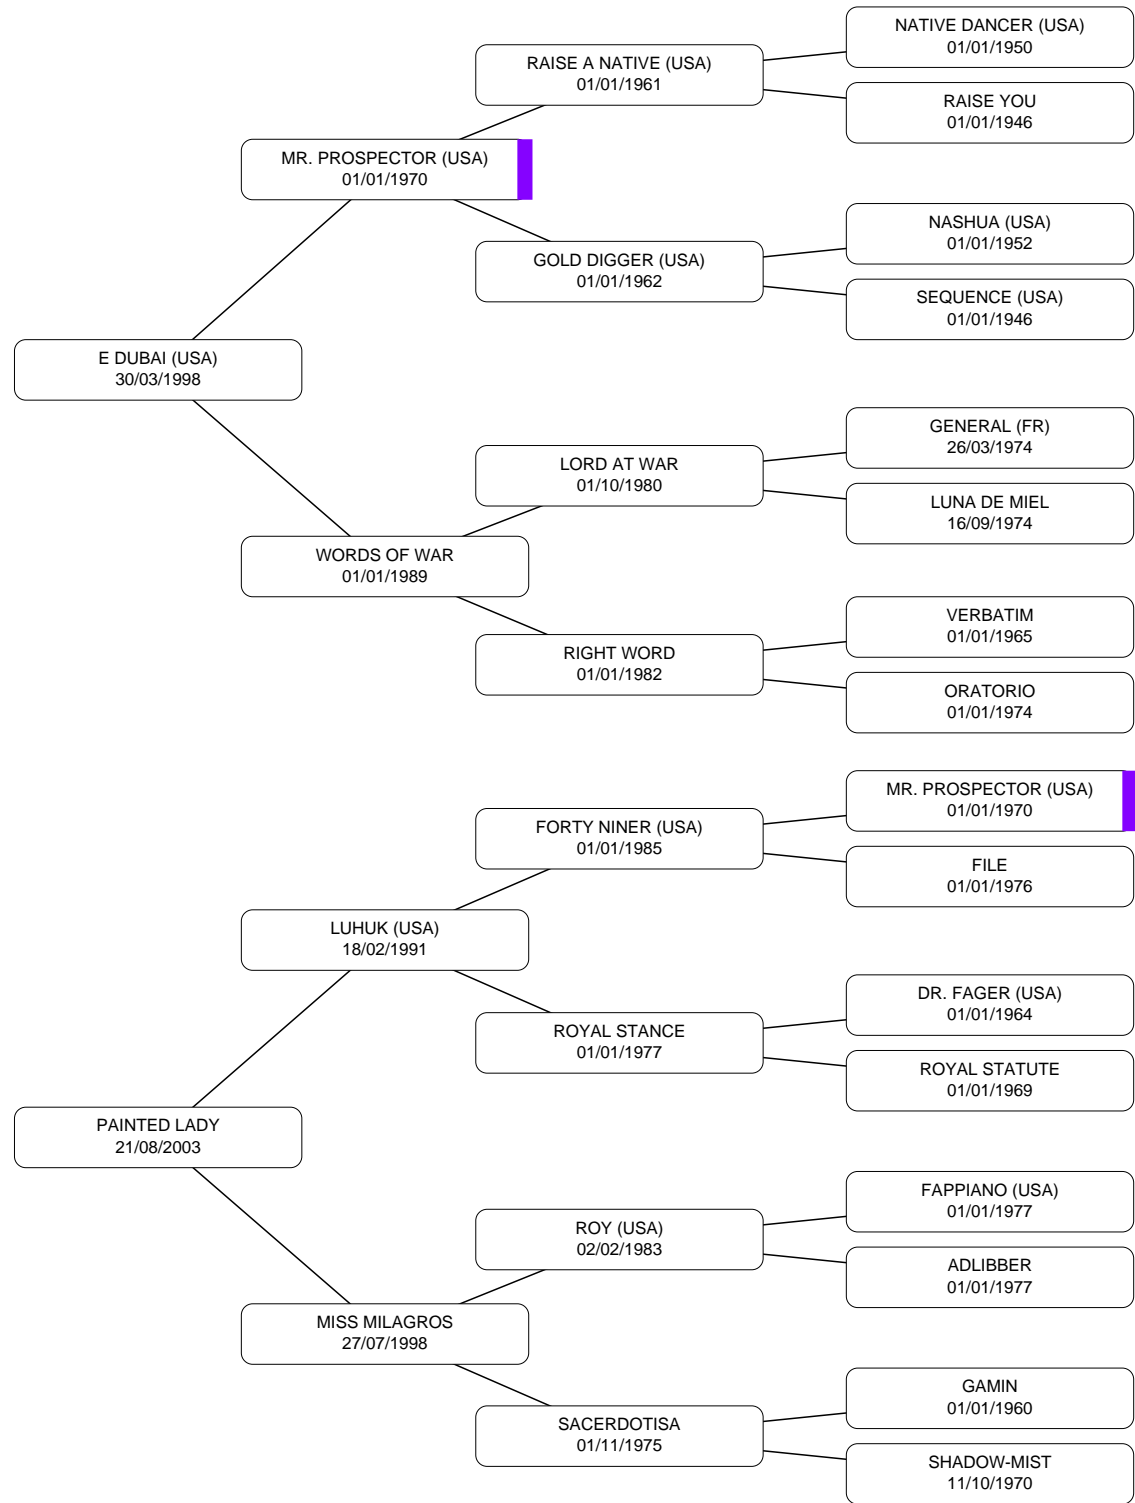 NATIVE DANCER (USA)
01/01/1950
RAISE A NATIVE (USA)
01/01/1961
RAISE YOU
01/01/1946
MR. PROSPECTOR (USA)
01/01/1970
NASHUA (USA)
01/01/1952
GOLD DIGGER (USA)
01/01/1962
SEQUENCE (USA)
01/01/1946
E DUBAI (USA)
30/03/1998
GENERAL (FR)
26/03/1974
LORD AT WAR
01/10/1980
LUNA DE MIEL
16/09/1974
WORDS OF WAR
01/01/1989
VERBATIM
01/01/1965
RIGHT WORD
01/01/1982
ORATORIO
01/01/1974
MR. PROSPECTOR (USA)
01/01/1970
FORTY NINER (USA)
01/01/1985
FILE
01/01/1976
LUHUK (USA)
18/02/1991
DR. FAGER (USA)
01/01/1964
ROYAL STANCE
01/01/1977
ROYAL STATUTE
01/01/1969
PAINTED LADY
21/08/2003
FAPPIANO (USA)
01/01/1977
ROY (USA)
02/02/1983
ADLIBBER
01/01/1977
MISS MILAGROS
27/07/1998
GAMIN
01/01/1960
SACERDOTISA
01/11/1975
SHADOW-MIST
11/10/1970